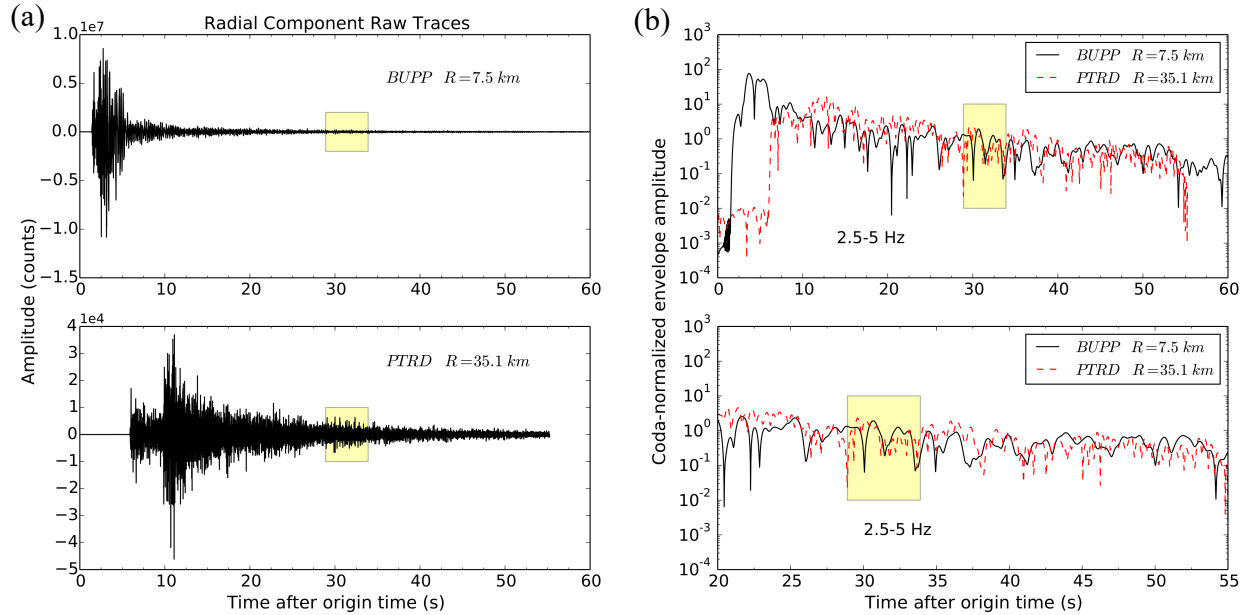 (a)
Radial Component Raw Traces
1e7
1.0
0.5
0.0
−0.5
−1.0
−1.5
BUPP R=7.5 km
0 10 20 30 40 50 60
1e4
4
3
2
1
0
−1
−2
−3
−4
−5
PTRD R=35.1 km
0 10 20 30 40 50 60
Time after origin time (s)
Amplitude (counts)
(b)
10^3
10^2
10^1
10^0
10^-1
10^-2
10^-3
10^-4
BUPP R=7.5 km
PTRD R=35.1 km
2.5-5 Hz
0 10 20 30 40 50 60
10^3
10^2
10^1
10^0
10^-1
10^-2
10^-3
10^-4
BUPP R=7.5 km
PTRD R=35.1 km
2.5-5 Hz
20 25 30 35 40 45 50 55
Time after origin time (s)
Coda-normalized envelope amplitude